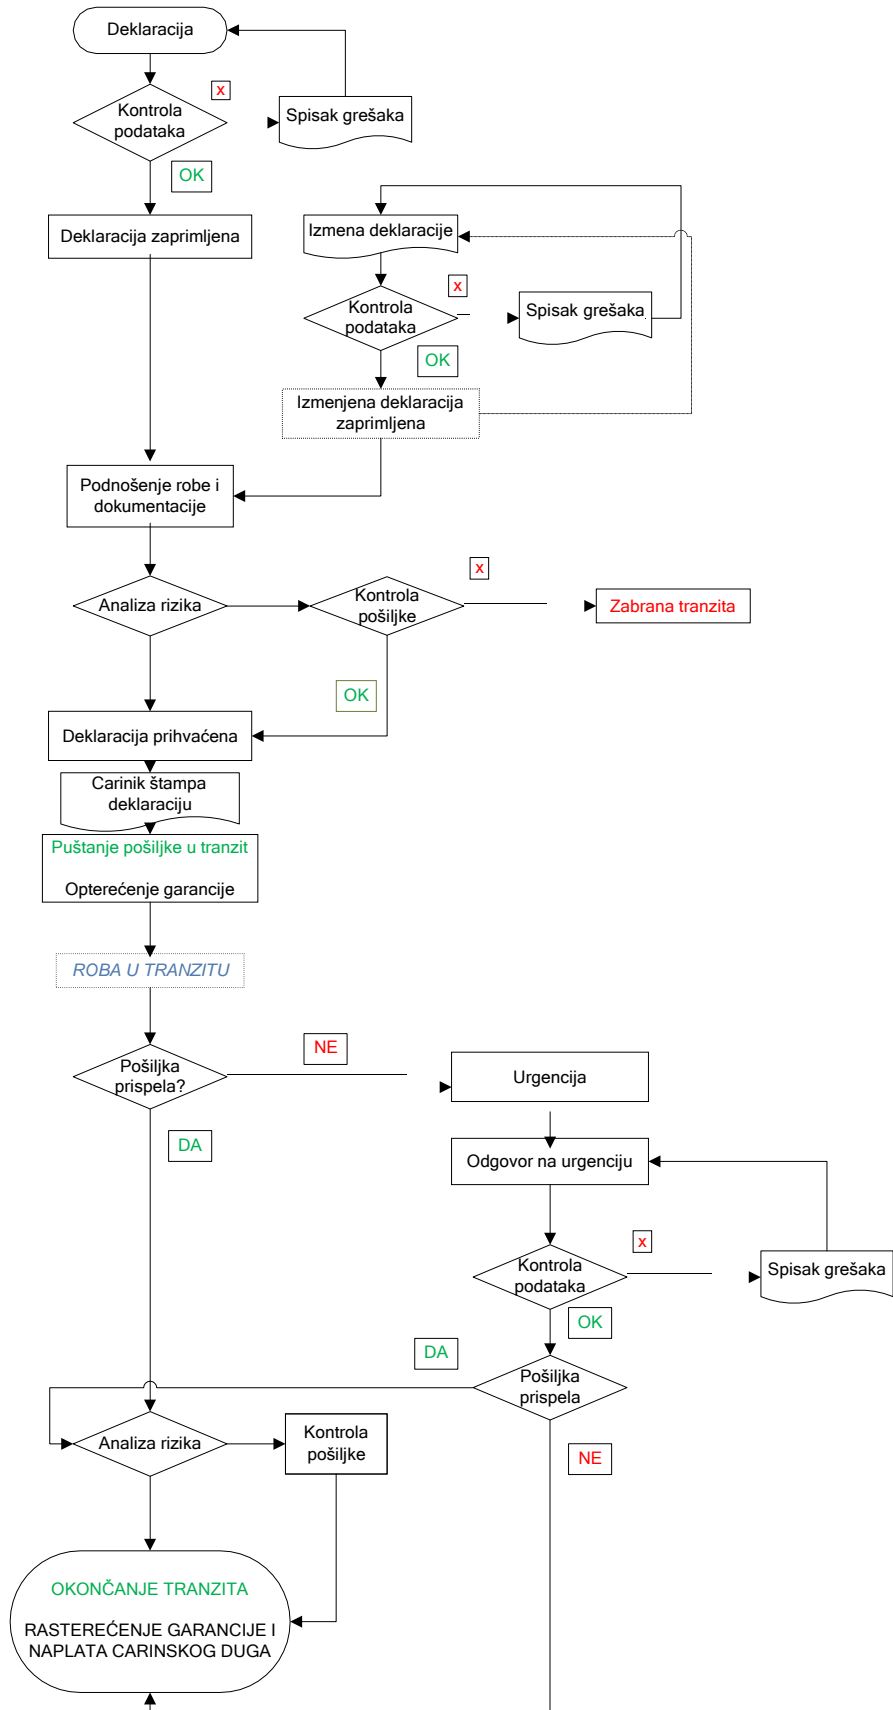 Deklaracija
x
Kontrola
podataka
Spisak grešaka
OK
Deklaracija zaprimljena
Izmena deklaracije
x
Kontrola
podataka
Spisak grešaka
OK
Izmenjena deklaracija
zaprimljena
Podnošenje robe i
dokumentacije
x
Analiza rizika
Kontrola
pošiljke
Zabrana tranzita
OK
Deklaracija prihvaćena
Carinik štampa
deklaraciju
Puštanje pošiljke u tranzit
Opterećenje garancije
ROBA U TRANZITU
NE
Pošiljka
prispela?
Urgencija
DA
Odgovor na urgenciju
x
Kontrola
podataka
Spisak grešaka
OK
DA
Pošiljka
prispela
Analiza rizika
Kontrola
pošiljke
NE
OKONČANJE TRANZITA
RASTEREĆENJE GARANCIJE I
NAPLATA CARINSKOG DUGA